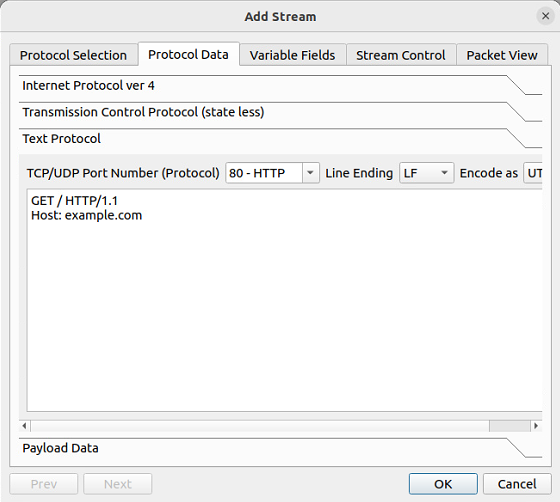 Add Stream
Protocol Selection Protocol Data Variable Fields Stream Control Packet View
Internet Protocol ver 4
Transmission Control Protocol (state less)
Text Protocol
TCP/UDP Port Number (Protocol) 80 - HTTP Line Ending LF Encode as UT
GET / HTTP/1.1
Host: example.com
Payload Data
Prev Next OK Cancel